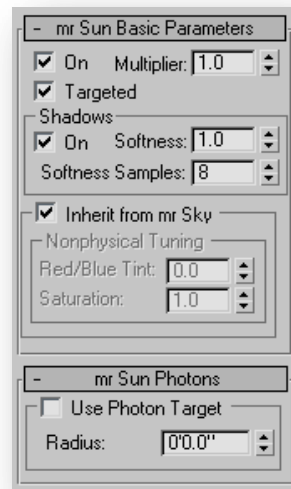 - mr Sun Basic Parameters
On Multiplier: 1.0
Targeted
Shadows
On Softness: 1.0
Softness Samples: 8
Inherit from mr Sky
Nonphysical Tuning
Red/Blue Tint: 0.0
Saturation: 1.0
- mr Sun Photons
Use Photon Target
Radius: 0'0.0"